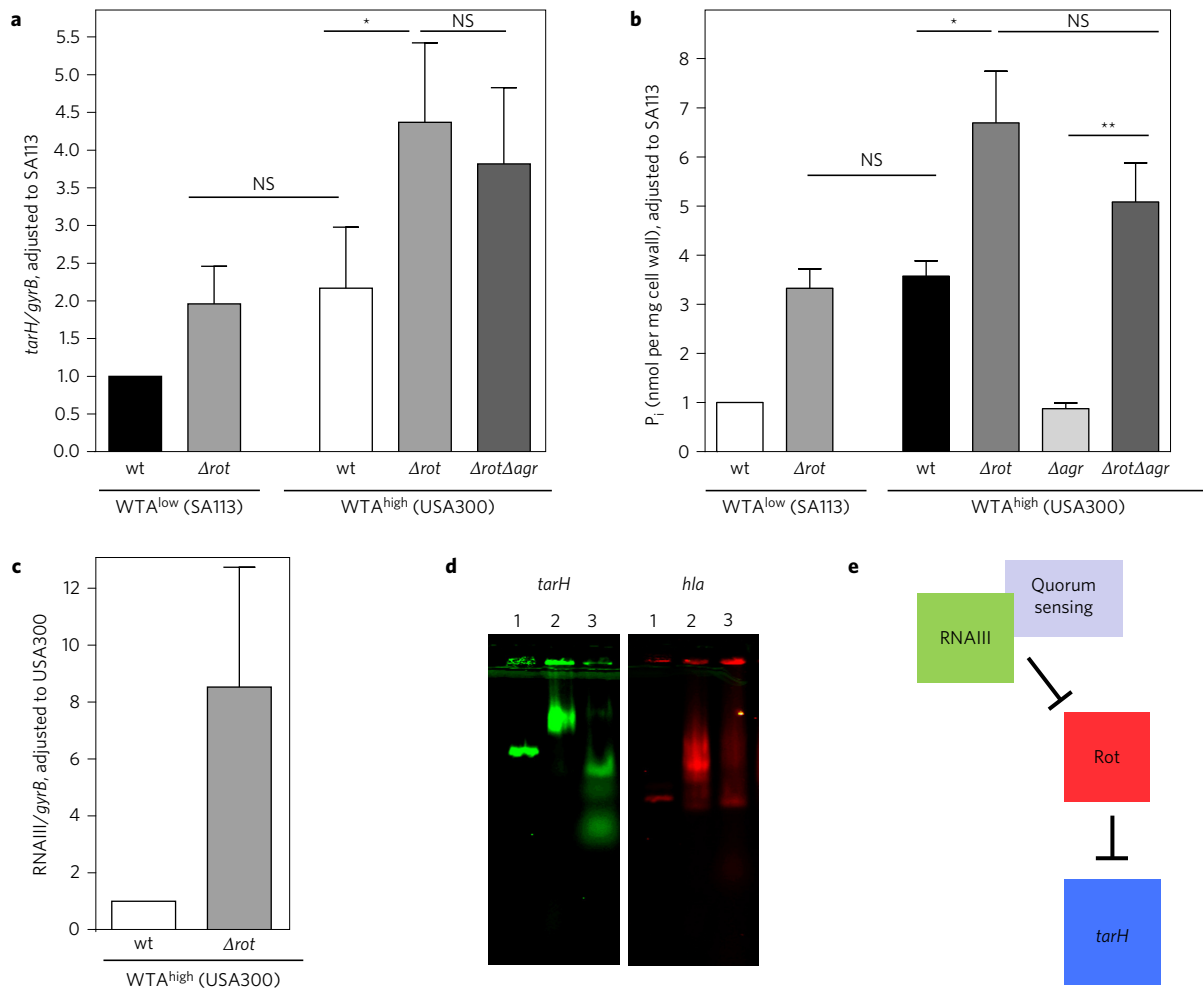 a
tarH/gyrB, adjusted to SA113
5.5
5.0
4.5
4.0
3.5
3.0
2.5
2.0
1.5
1.0
0.5
0.0
NS
*
NS
wt
Δrot
wt
Δrot
ΔrotΔagr
WTAlow (SA113)
WTAhigh (USA300)
b
Pi (nmol per mg cell wall), adjusted to SA113
8
7
6
5
4
3
2
1
0
NS
*
NS
**
wt
Δrot
wt
Δrot
Δagr
ΔrotΔagr
WTAlow (SA113)
WTAhigh (USA300)
c
RNAIII/gyrB, adjusted to USA300
12
10
8
6
4
2
0
wt
Δrot
WTAhigh (USA300)
d
tarH
hla
1 2 3
1 2 3
e
Quorum
sensing
RNAIII
Rot
tarH